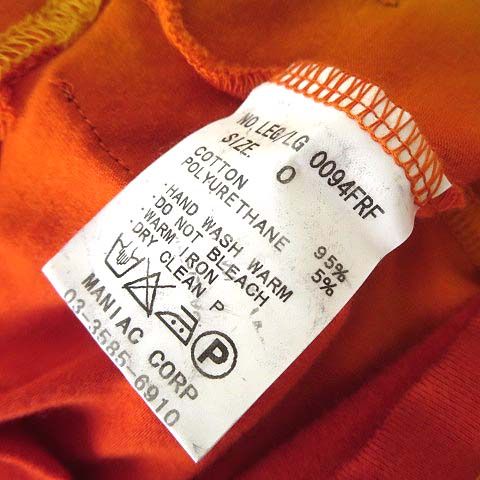 NO. LEG/LG 0094FRF
SIZE. 0
COTTON 95%
POLYURETHANE 5%
・HAND WASH WARM
・DO NOT BLEACH
・WARM IRON
・DRY CLEAN P
P
MANIAC CORP
03-3585-6910